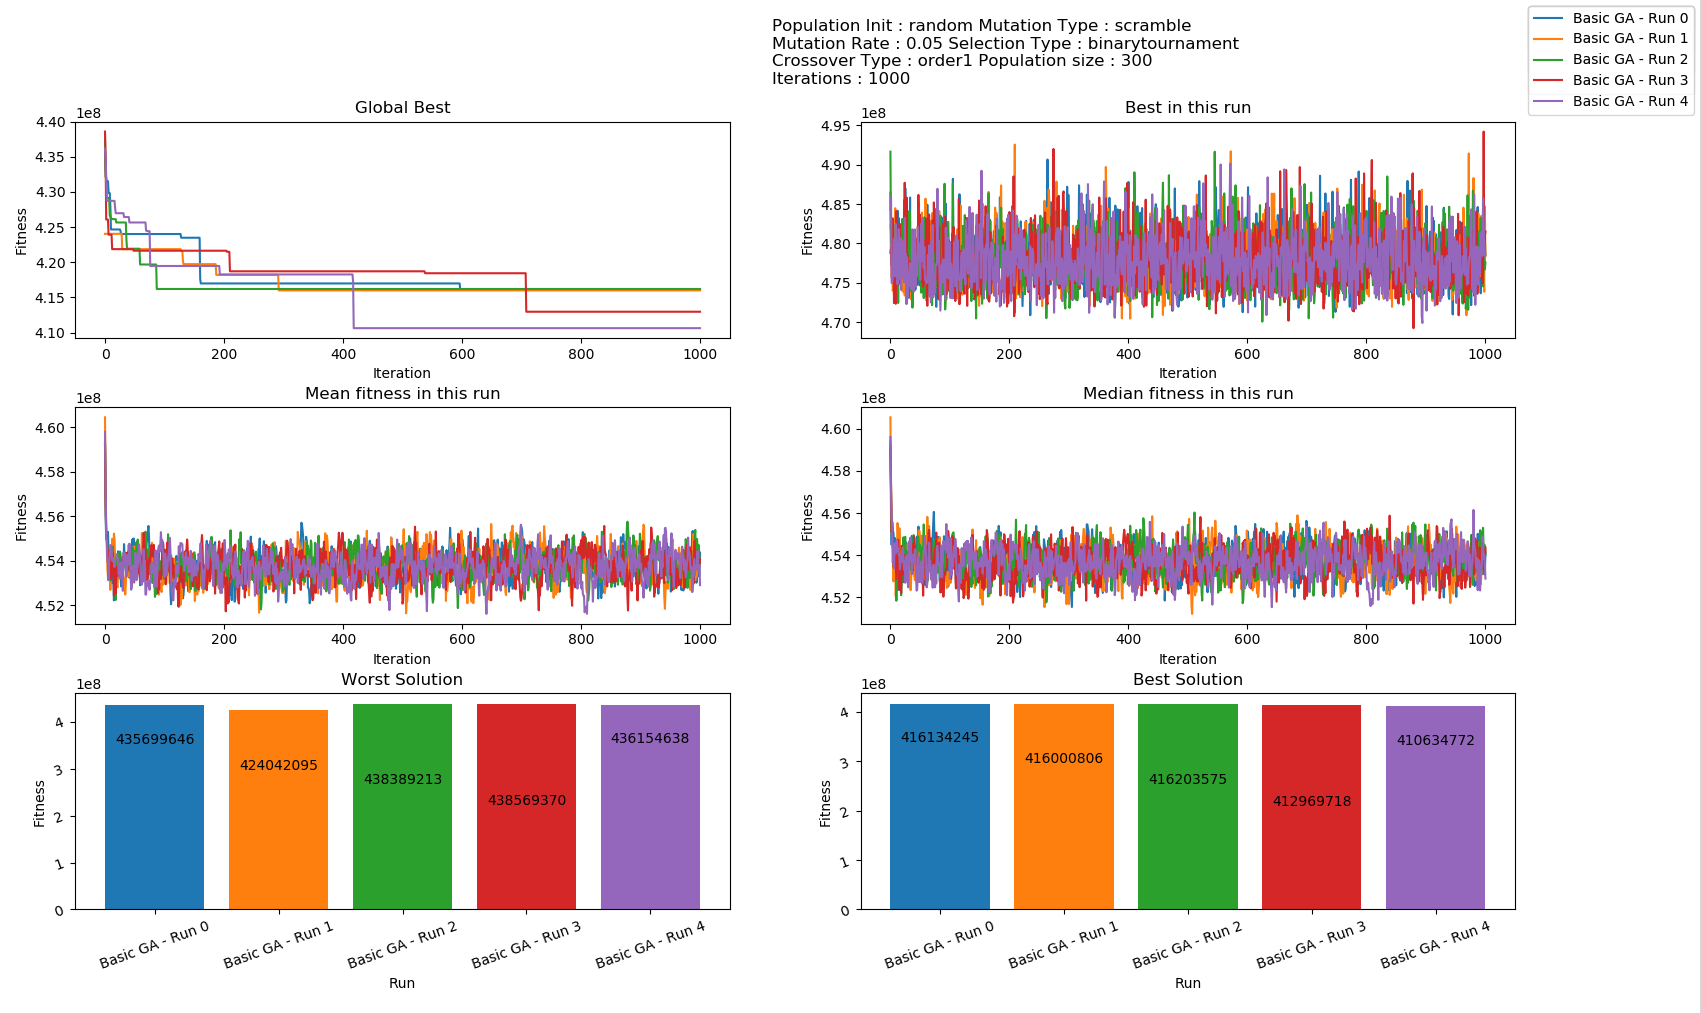 Population Init : random Mutation Type : scramble
Mutation Rate : 0.05 Selection Type : binarytournament
Crossover Type : order1 Population size : 300
Iterations : 1000
Basic GA - Run 0
Basic GA - Run 1
Basic GA - Run 2
Basic GA - Run 3
Basic GA - Run 4
Global Best
1e8
4.40
4.35
4.30
4.25
4.20
4.15
4.10
Fitness
0 200 400 600 800 1000
Iteration
Best in this run
1e8
4.95
4.90
4.85
4.80
4.75
4.70
Fitness
0 200 400 600 800 1000
Iteration
Mean fitness in this run
1e8
4.60
4.58
4.56
4.54
4.52
Fitness
0 200 400 600 800 1000
Iteration
Median fitness in this run
1e8
4.60
4.58
4.56
4.54
4.52
Fitness
0 200 400 600 800 1000
Iteration
Worst Solution
1e8
4
3
2
1
0
Fitness
435699646
424042095
438389213
438569370
436154638
Basic GA - Run 0
Basic GA - Run 1
Basic GA - Run 2
Basic GA - Run 3
Basic GA - Run 4
Run
Best Solution
1e8
4
3
2
1
0
Fitness
416134245
416000806
416203575
412969718
410634772
Basic GA - Run 0
Basic GA - Run 1
Basic GA - Run 2
Basic GA - Run 3
Basic GA - Run 4
Run